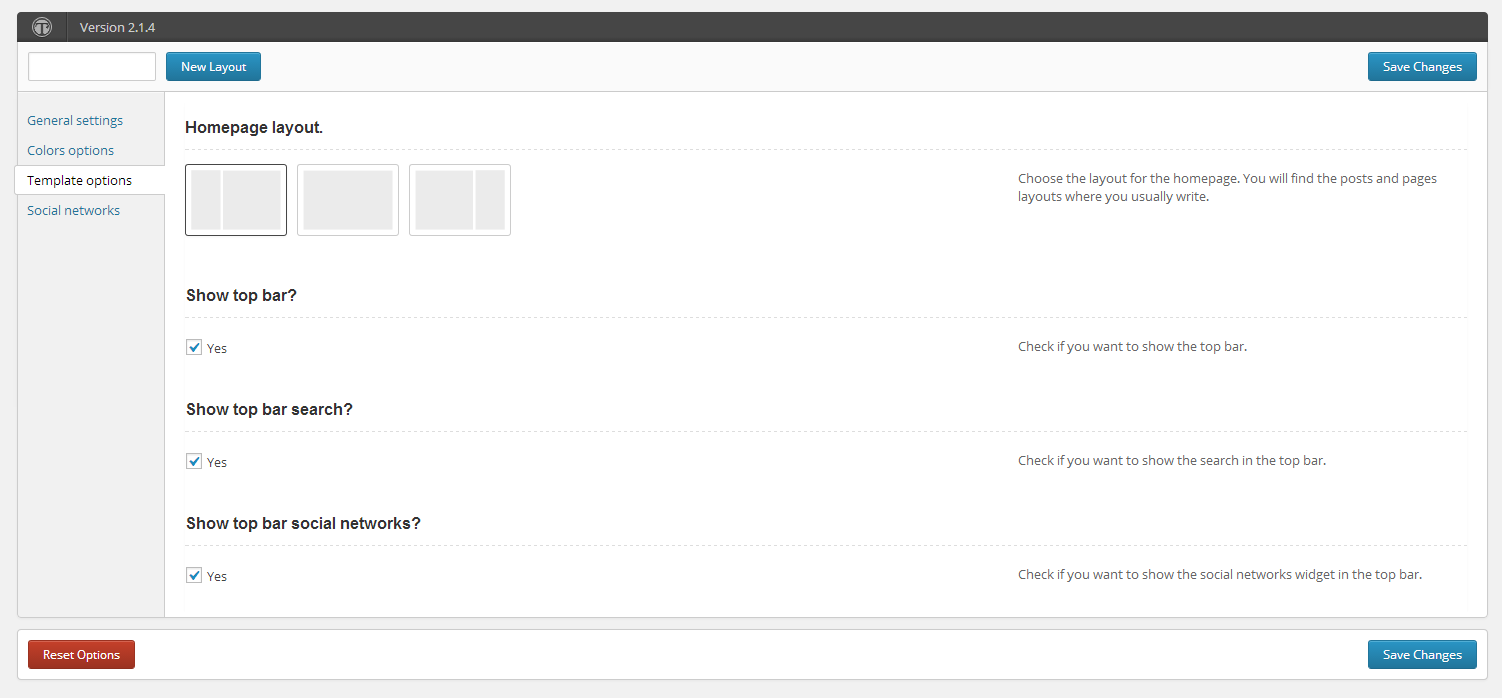 Version 2.1.4
New Layout
Save Changes
General settings
Colors options
Template options
Social networks
Homepage layout.
Choose the layout for the homepage. You will find the posts and pages
layouts where you usually write.
Show top bar?
Yes
Check if you want to show the top bar.
Show top bar search?
Yes
Check if you want to show the search in the top bar.
Show top bar social networks?
Yes
Check if you want to show the social networks widget in the top bar.
Reset Options
Save Changes